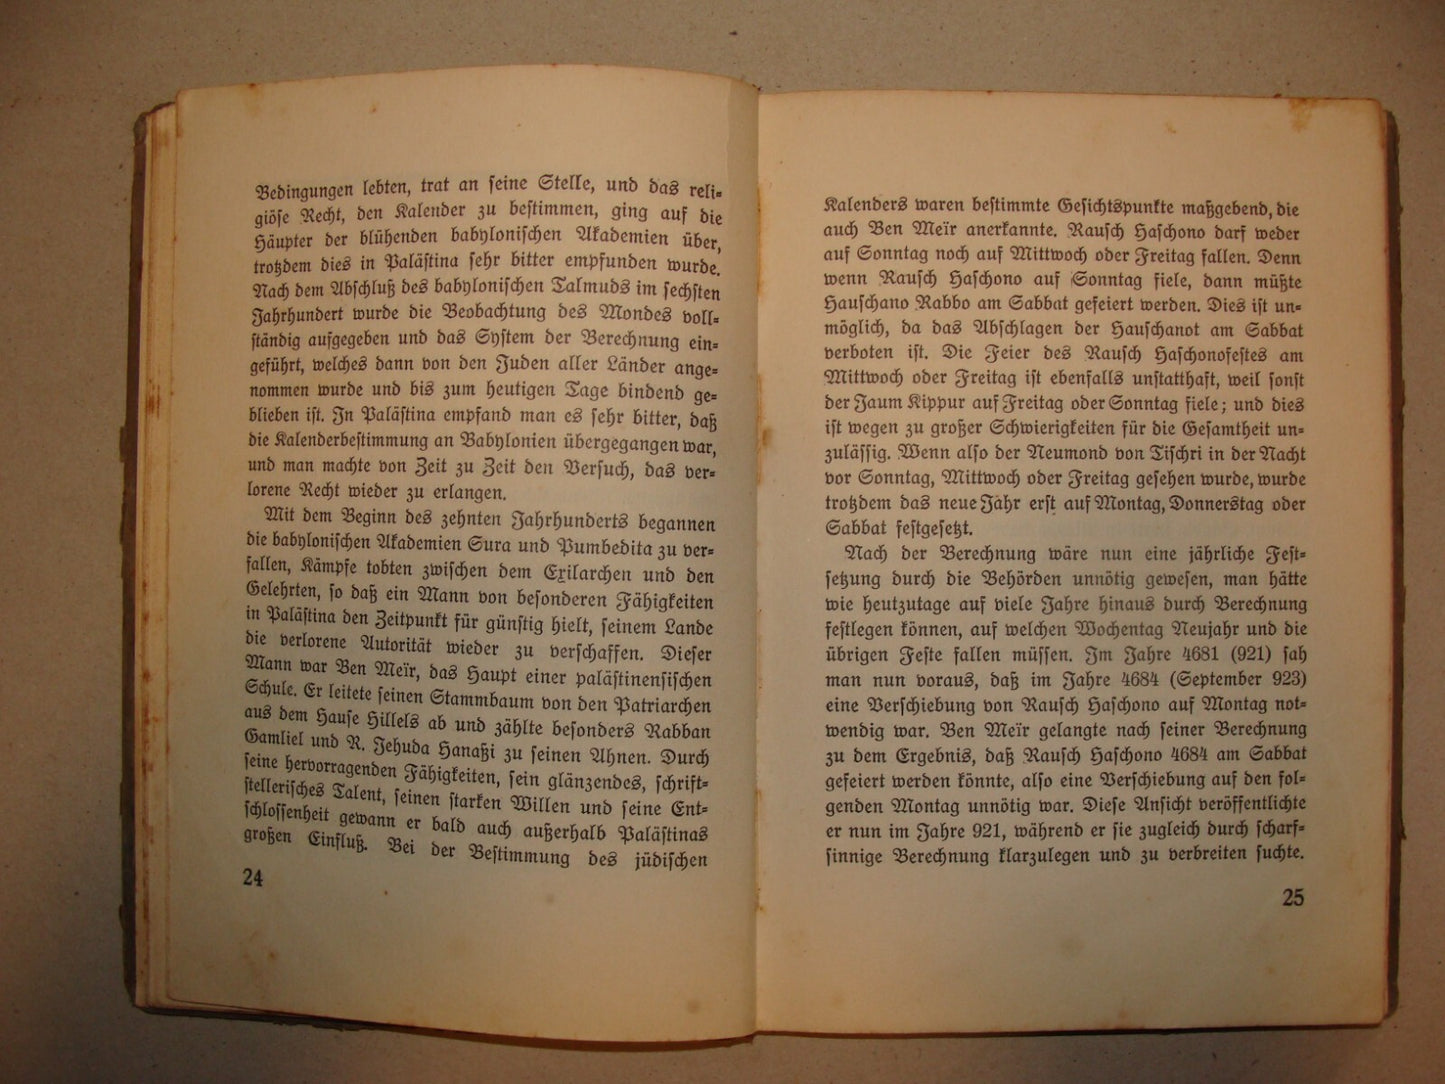 Bedingungen lebten, trat an seine Stelle, und das reli-
giöse Recht, den Kalender zu bestimmen, ging auf die
Häupter der blühenden babylonischen Akademien über,
trotzdem dies in Palästina sehr bitter empfunden wurde.
Nach dem Abschluß des babylonischen Talmuds im sechsten
Jahrhundert wurde die Beobachtung des Mondes voll-
ständig aufgegeben und das System der Berechnung ein-
geführt, welches dann von den Juden aller Länder ange-
nommen wurde und bis zum heutigen Tage bindend ge-
blieben ist. In Palästina empfand man es sehr bitter, daß
die Kalenderbestimmung an Babylonien übergegangen war,
und man machte von Zeit zu Zeit den Versuch, das ver-
lorene Recht wieder zu erlangen.
Mit dem Beginn des zehnten Jahrhunderts begannen
die babylonischen Akademien Sura und Pumbedita zu ver-
fallen, Kämpfe tobten zwischen dem Exilarchen und den
Gelehrten, so daß ein Mann von besonderen Fähigkeiten
in Palästina den Zeitpunkt für günstig hielt, seinem Lande
die verlorene Autorität wieder zu verschaffen. Dieser
Mann war Ben Meïr, das Haupt einer palästinensischen
Schule. Er leitete seinen Stammbaum von den Patriarchen
aus dem Hause Hillels ab und zählte besonders Rabban
Gamliel und R. Jehuda Hanaßi zu seinen Ahnen. Durch
seine hervorragenden Fähigkeiten, sein glänzendes, schrift-
stellerisches Talent, seinen starken Willen und seine Ent-
schlossenheit gewann er bald auch außerhalb Palästinas
großen Einfluß. Bei der Bestimmung des jüdischen
24
Kalenders waren bestimmte Gesichtspunkte maßgebend, die
auch Ben Meïr anerkannte. Rausch Haschono darf weder
auf Sonntag noch auf Mittwoch oder Freitag fallen. Denn
wenn Rausch Haschono auf Sonntag fiele, dann müßte
Hauschano Rabbo am Sabbat gefeiert werden. Dies ist un-
möglich, da das Abschlagen der Hauschanot am Sabbat
verboten ist. Die Feier des Rausch Haschonofestes am
Mittwoch oder Freitag ist ebenfalls unstatthaft, weil sonst
der Jaum Kippur auf Freitag oder Sonntag fiele; und dies
ist wegen zu großer Schwierigkeiten für die Gesamtheit un-
zulässig. Wenn also der Neumond von Tischri in der Nacht
vor Sonntag, Mittwoch oder Freitag gesehen wurde, wurde
trotzdem das neue Jahr erst auf Montag, Donnerstag oder
Sabbat festgesetzt.
Nach der Berechnung wäre nun eine jährliche Fest-
setzung durch die Behörden unnötig gewesen, man hätte
wie heutzutage auf viele Jahre hinaus durch Berechnung
festlegen können, auf welchen Wochentag Neujahr und die
übrigen Feste fallen müssen. Im Jahre 4681 (921) sah
man nun voraus, daß im Jahre 4684 (September 923)
eine Verschiebung von Rausch Haschono auf Montag not-
wendig war. Ben Meïr gelangte nach seiner Berechnung
zu dem Ergebnis, daß Rausch Haschono 4684 am Sabbat
gefeiert werden könnte, also eine Verschiebung auf den fol-
genden Montag unnötig war. Diese Ansicht veröffentlichte
er nun im Jahre 921, während er sie zugleich durch scharf-
sinnige Berechnung klarzulegen und zu verbreiten suchte.
25